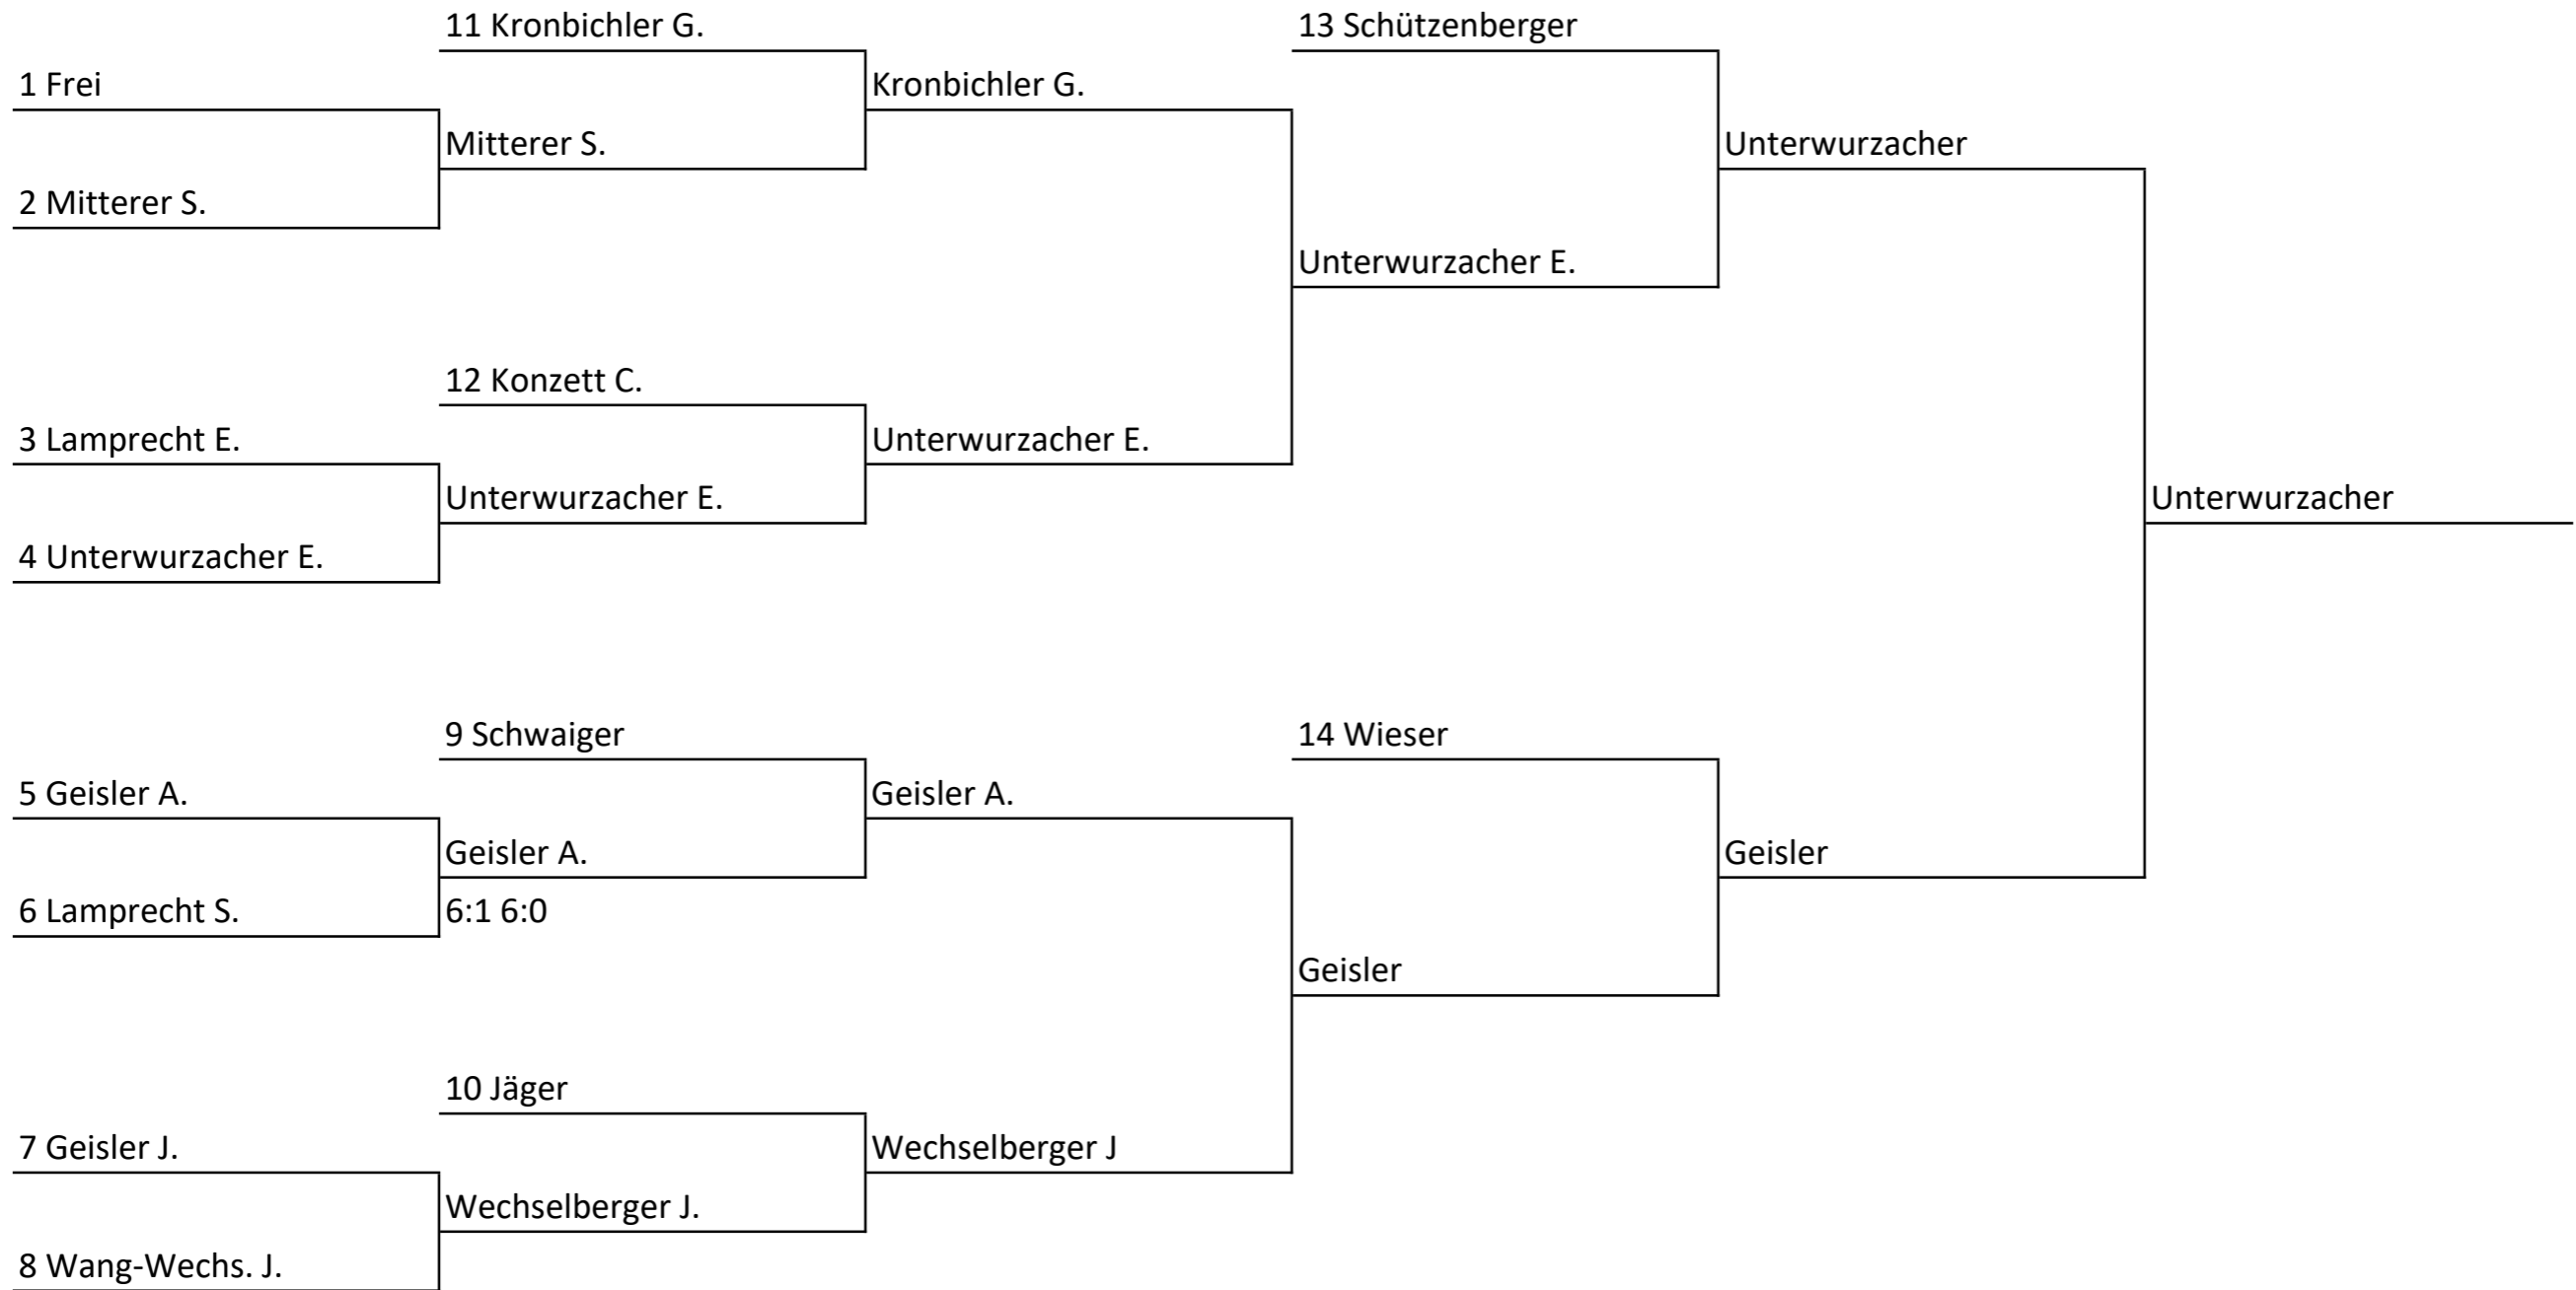 11 Kronbichler G.
13 Schützenberger
1 Frei
Kronbichler G.
Mitterer S.
Unterwurzacher
2 Mitterer S.
Unterwurzacher E.
12 Konzett C.
3 Lamprecht E.
Unterwurzacher E.
Unterwurzacher E.
Unterwurzacher
4 Unterwurzacher E.
9 Schwaiger
14 Wieser
5 Geisler A.
Geisler A.
Geisler A.
Geisler
6 Lamprecht S.
6:1 6:0
Geisler
10 Jäger
7 Geisler J.
Wechselberger J
Wechselberger J.
8 Wang-Wechs. J.